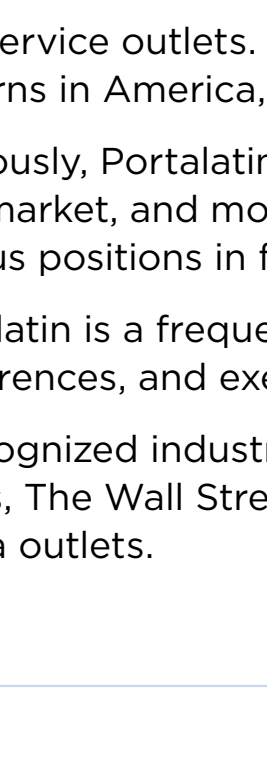 ervice outlets.
rns in America,
ously, Portalatin
market, and mo
us positions in f
latin is a freque
rences, and exe
ognized industr
s, The Wall Stre
a outlets.